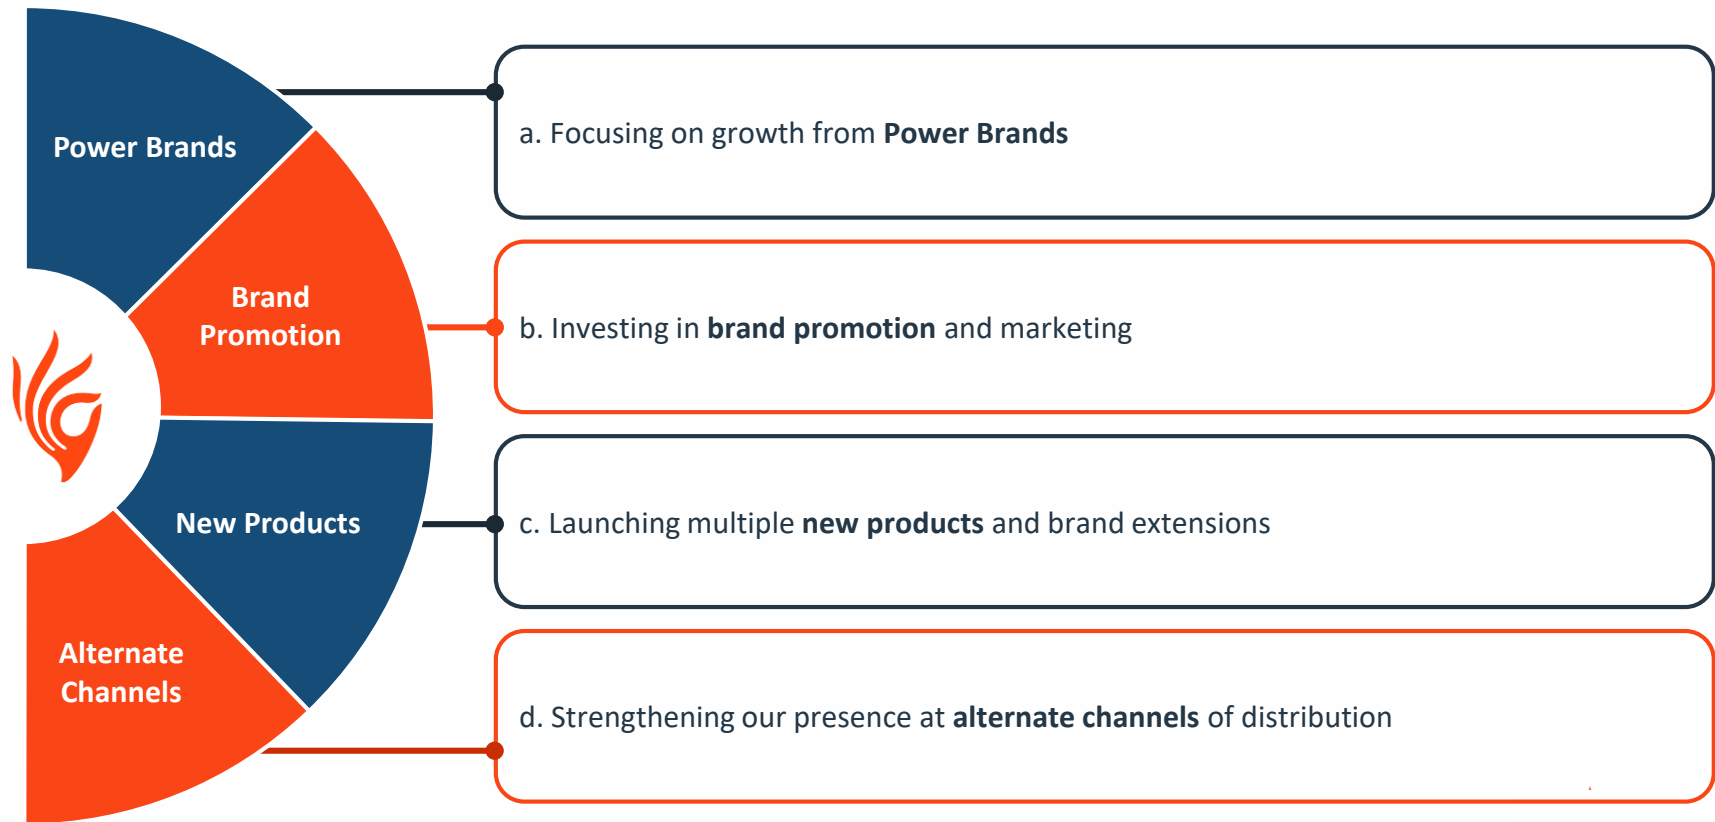 Power Brands
a. Focusing on growth from Power Brands
Brand
Promotion
b. Investing in brand promotion and marketing
New Products
c. Launching multiple new products and brand extensions
Alternate
Channels
d. Strengthening our presence at alternate channels of distribution